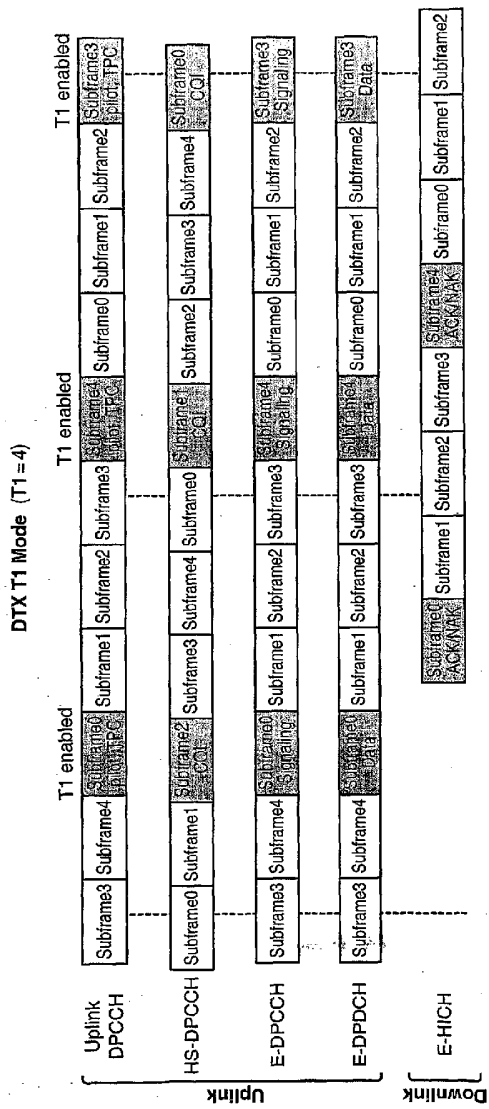 DTX T1 Mode (T1=4)
T1 enabled
T1 enabled
T1 enabled
Uplink
DPCCH
Subframe3
Subframe4
Subframe0
pilot, TPC
Subframe1
Subframe2
Subframe3
Subframe4
pilot, TPC
Subframe0
Subframe1
Subframe2
Subframe3
pilot, TPC
HS-DPCCH
Subframe0
Subframe1
Subframe2
CQI
Subframe3
Subframe4
Subframe0
Subframe1
CQI
Subframe2
Subframe3
Subframe4
Subframe0
CQI
E-DPCCH
Subframe3
Subframe4
Subframe0
Signaling
Subframe1
Subframe2
Subframe3
Subframe4
Signaling
Subframe0
Subframe1
Subframe2
Subframe3
Signaling
E-DPDCH
Subframe3
Subframe4
Subframe0
Data
Subframe1
Subframe2
Subframe3
Subframe4
Data
Subframe0
Subframe1
Subframe2
Subframe3
Data
E-HICH
Subframe0
ACK/NAK
Subframe1
Subframe2
Subframe3
Subframe4
ACK/NAK
Subframe0
Subframe1
Subframe2
Uplink
Downlink